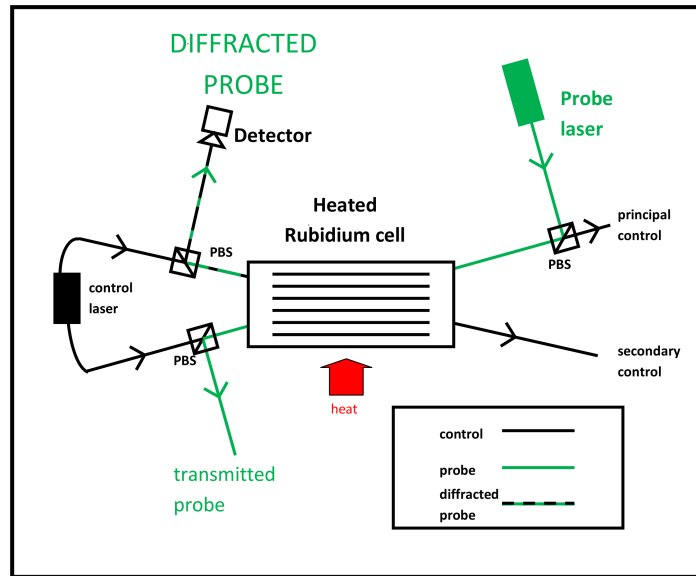 DIFFRACTED
PROBE
Detector
Probe
laser
Heated
Rubidium cell
principal
control
PBS
PBS
control
laser
PBS
secondary
control
heat
transmitted
probe
control
probe
diffracted
probe